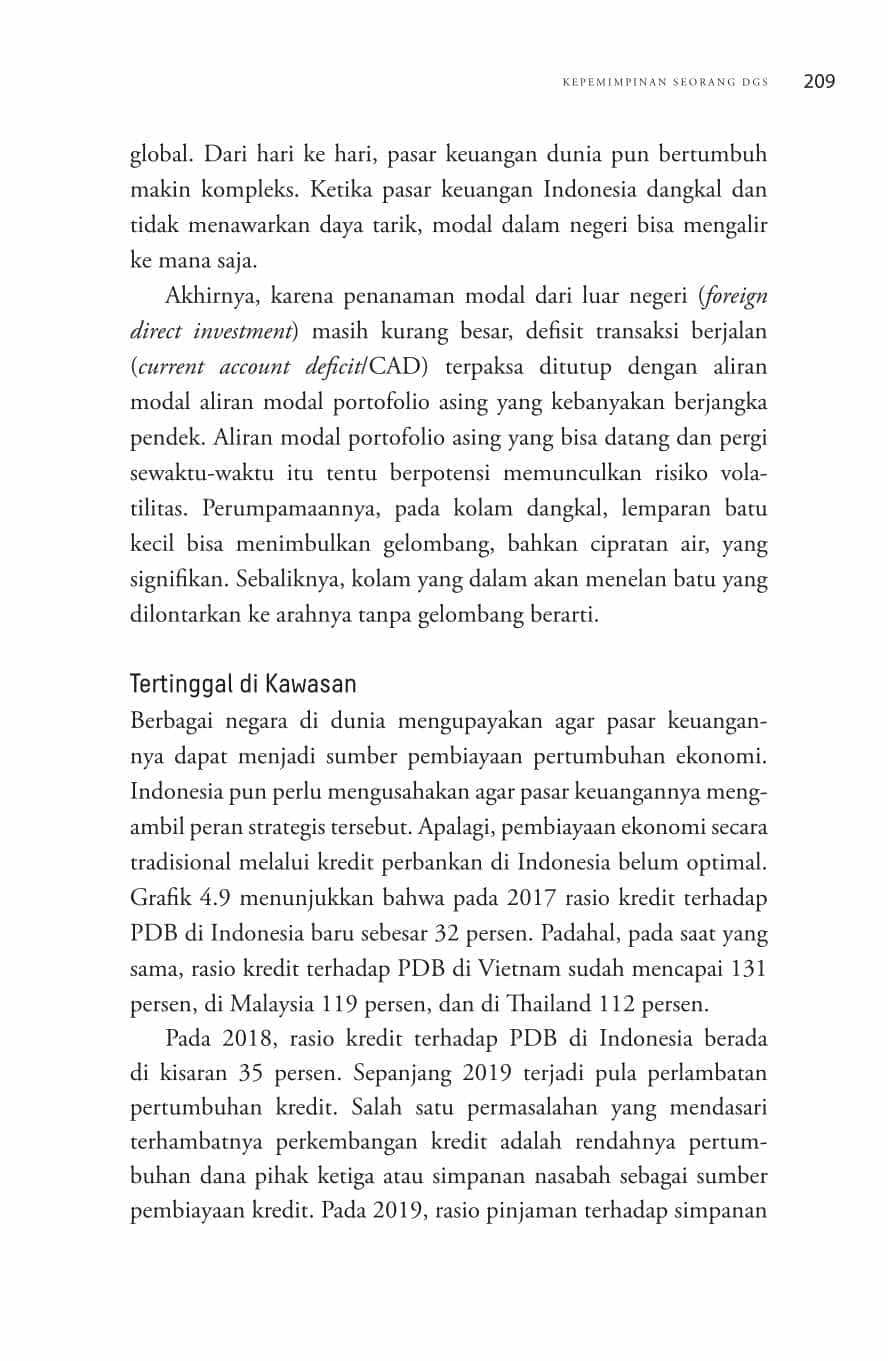 KEPEMIMPINAN SEORANG DGS 209
global. Dari hari ke hari, pasar keuangan dunia pun bertumbuh
makin kompleks. Ketika pasar keuangan Indonesia dangkal dan
tidak menawarkan daya tarik, modal dalam negeri bisa mengalir
ke mana saja.
Akhirnya, karena penanaman modal dari luar negeri (foreign
direct investment) masih kurang besar, defisit transaksi berjalan
(current account deficit/CAD) terpaksa ditutup dengan aliran
modal aliran modal portofolio asing yang kebanyakan berjangka
pendek. Aliran modal portofolio asing yang bisa datang dan pergi
sewaktu-waktu itu tentu berpotensi memunculkan risiko vola-
tilitas. Perumpamaannya, pada kolam dangkal, lemparan batu
kecil bisa menimbulkan gelombang, bahkan cipratan air, yang
signifikan. Sebaliknya, kolam yang dalam akan menelan batu yang
dilontarkan ke arahnya tanpa gelombang berarti.
Tertinggal di Kawasan
Berbagai negara di dunia mengupayakan agar pasar keuangan-
nya dapat menjadi sumber pembiayaan pertumbuhan ekonomi.
Indonesia pun perlu mengusahakan agar pasar keuangannya meng-
ambil peran strategis tersebut. Apalagi, pembiayaan ekonomi secara
tradisional melalui kredit perbankan di Indonesia belum optimal.
Grafik 4.9 menunjukkan bahwa pada 2017 rasio kredit terhadap
PDB di Indonesia baru sebesar 32 persen. Padahal, pada saat yang
sama, rasio kredit terhadap PDB di Vietnam sudah mencapai 131
persen, di Malaysia 119 persen, dan di Thailand 112 persen.
Pada 2018, rasio kredit terhadap PDB di Indonesia berada
di kisaran 35 persen. Sepanjang 2019 terjadi pula perlambatan
pertumbuhan kredit. Salah satu permasalahan yang mendasari
terhambatnya perkembangan kredit adalah rendahnya pertum-
buhan dana pihak ketiga atau simpanan nasabah sebagai sumber
pembiayaan kredit. Pada 2019, rasio pinjaman terhadap simpanan